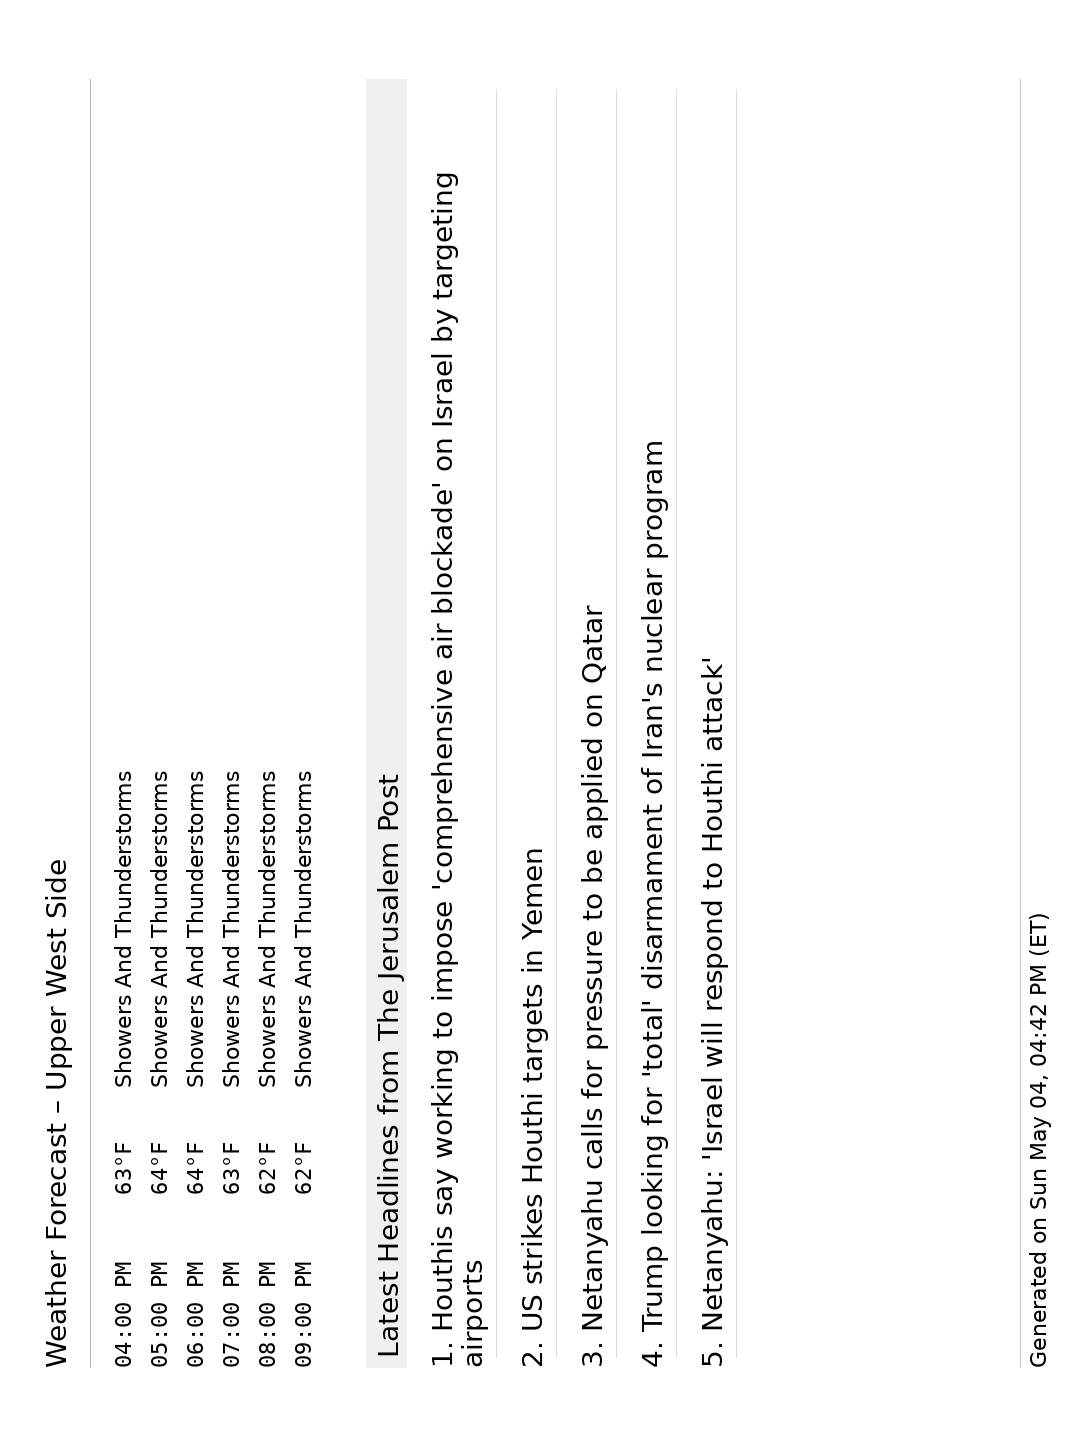 Weather Forecast – Upper West Side
04:00 PM 63°F Showers And Thunderstorms
05:00 PM 64°F Showers And Thunderstorms
06:00 PM 64°F Showers And Thunderstorms
07:00 PM 63°F Showers And Thunderstorms
08:00 PM 62°F Showers And Thunderstorms
09:00 PM 62°F Showers And Thunderstorms
Latest Headlines from The Jerusalem Post
1. Houthis say working to impose 'comprehensive air blockade' on Israel by targeting
airports
2. US strikes Houthi targets in Yemen
3. Netanyahu calls for pressure to be applied on Qatar
4. Trump looking for 'total' disarmament of Iran's nuclear program
5. Netanyahu: 'Israel will respond to Houthi attack'
Generated on Sun May 04, 04:42 PM (ET)